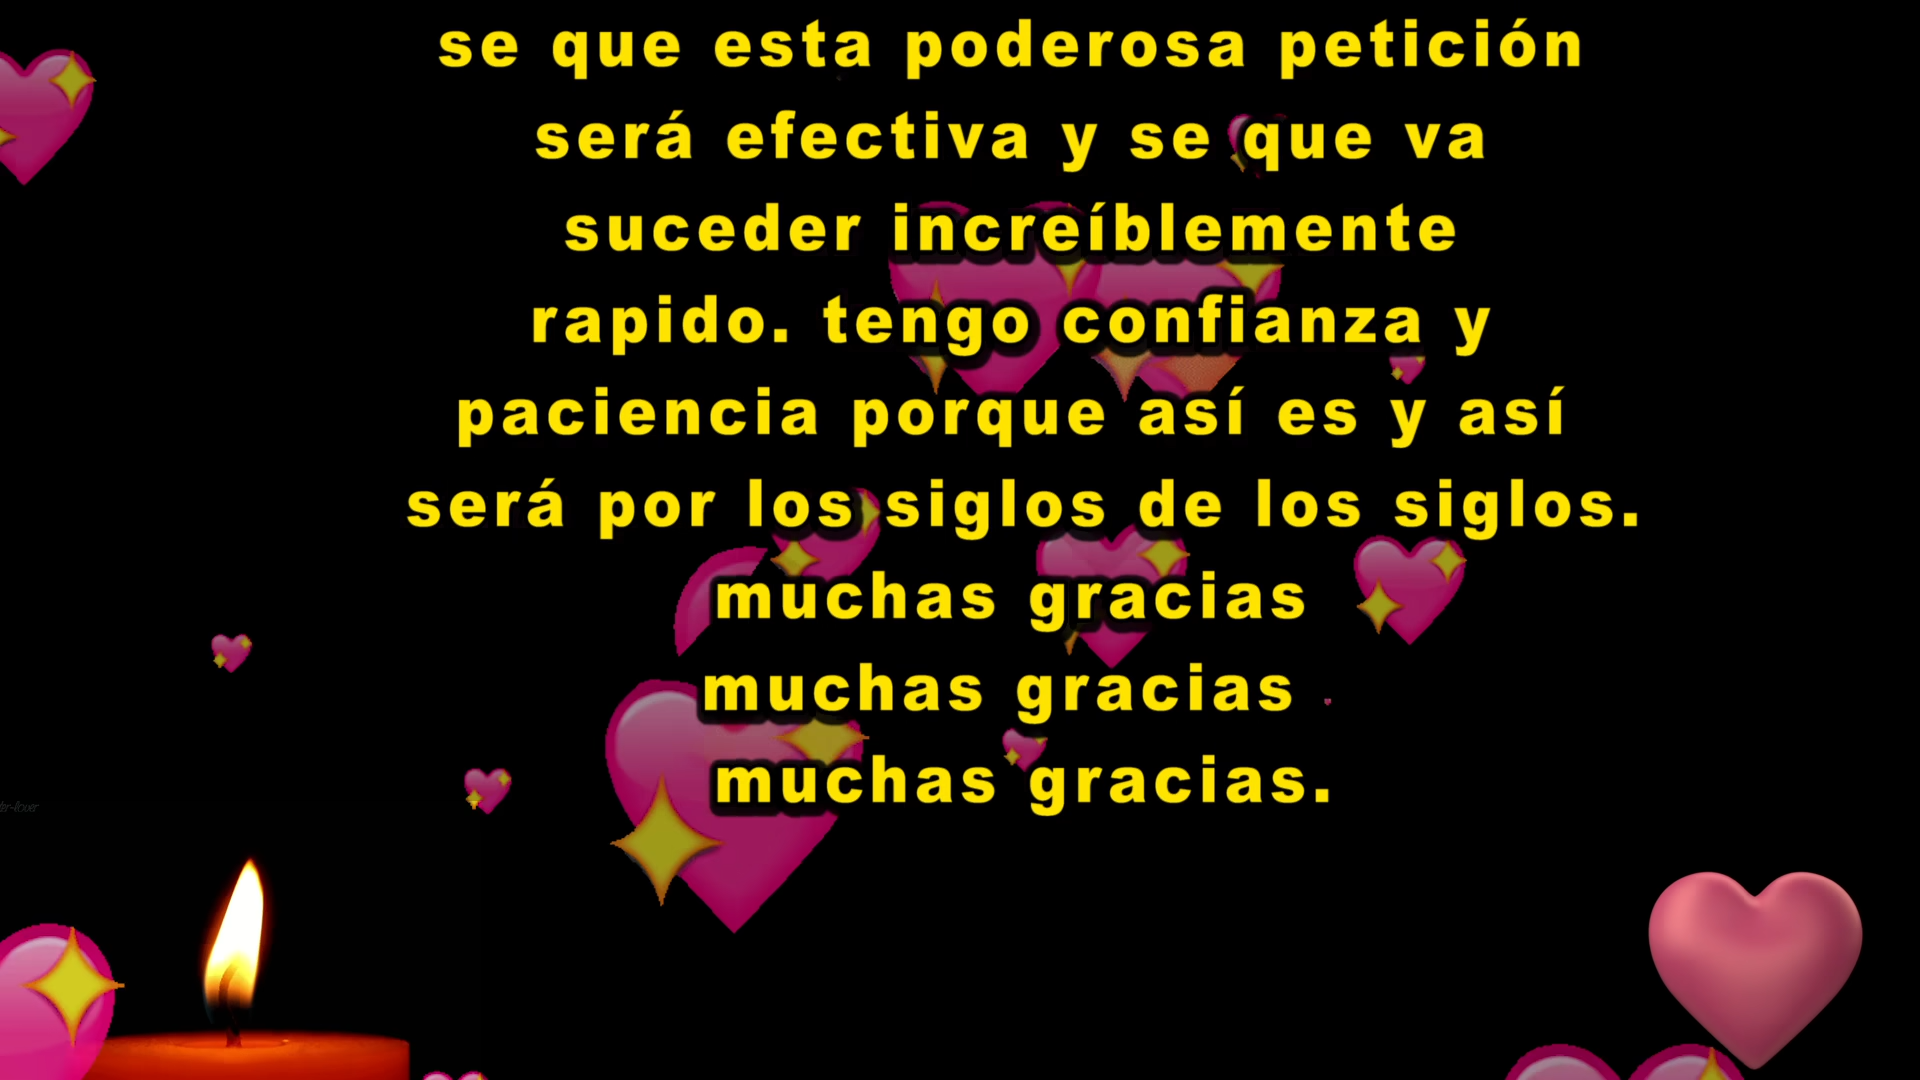 se que esta poderosa petición
será efectiva y se que va
suceder increíblemente
rapido. tengo confianza y
paciencia porque así es y así
será por los siglos de los siglos.
muchas gracias
muchas gracias
muchas gracias.